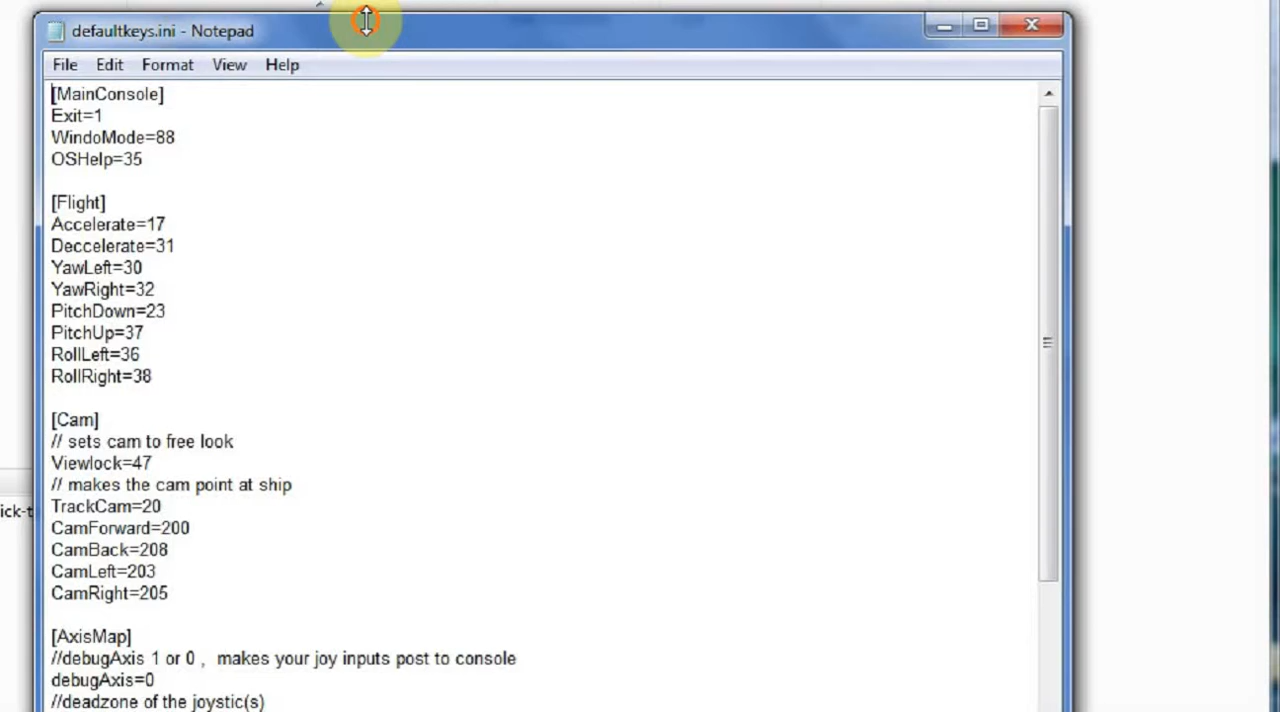 defaultkeys.ini - Notepad
File Edit Format View Help
[MainConsole]
Exit=1
WindoMode=88
OSHelp=35
[Flight]
Accelerate=17
Deccelerate=31
YawLeft=30
YawRight=32
PitchDown=23
PitchUp=37
RollLeft=36
RollRight=38
[Cam]
// sets cam to free look
Viewlock=47
// makes the cam point at ship
TrackCam=20
CamForward=200
CamBack=208
CamLeft=203
CamRight=205
[AxisMap]
//debugAxis 1 or 0 , makes your joy inputs post to console
debugAxis=0
//deadzone of the joystic(s)